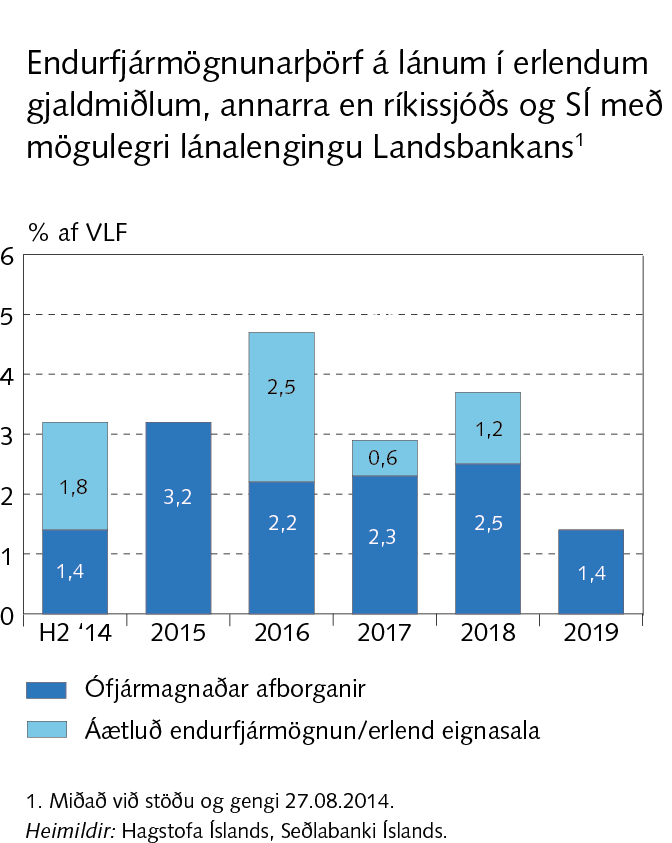 Endurfjármögnunarþörf á lánum í erlendum
gjaldmiðlum, annarra en ríkissjóðs og SÍ með
mögulegri lánalengingu Landsbankans¹
% af VLF
6
5
4
3
2
1
0
1,8
1,4
3,2
2,5
2,2
0,6
2,3
1,2
2,5
1,4
H2 ‘14 2015 2016 2017 2018 2019
Ófjármagnaðar afborganir
Áætluð endurfjármögnun/erlend eignasala
1. Miðað við stöðu og gengi 27.08.2014.
Heimildir: Hagstofa Íslands, Seðlabanki Íslands.